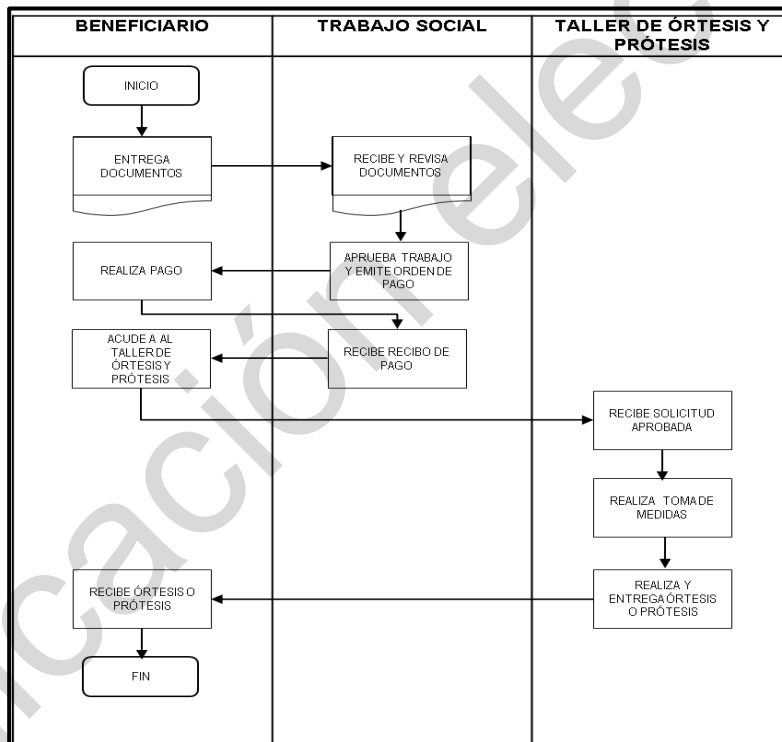 BENEFICIARIO
TRABAJO SOCIAL
TALLER DE ÓRTESIS Y
PRÓTESIS
INICIO
ENTREGA
DOCUMENTOS
RECIBE Y REVISA
DOCUMENTOS
APRUEBA TRABAJO
Y EMITE ORDEN DE
PAGO
REALIZA PAGO
RECIBE RECIBO DE
PAGO
ACUDE A AL
TALLER DE
ÓRTESIS Y
PRÓTESIS
RECIBE SOLICITUD
APROBADA
REALIZA TOMA DE
MEDIDAS
REALIZA Y
ENTREGA ÓRTESIS
O PRÓTESIS
RECIBE ÓRTESIS O
PRÓTESIS
FIN